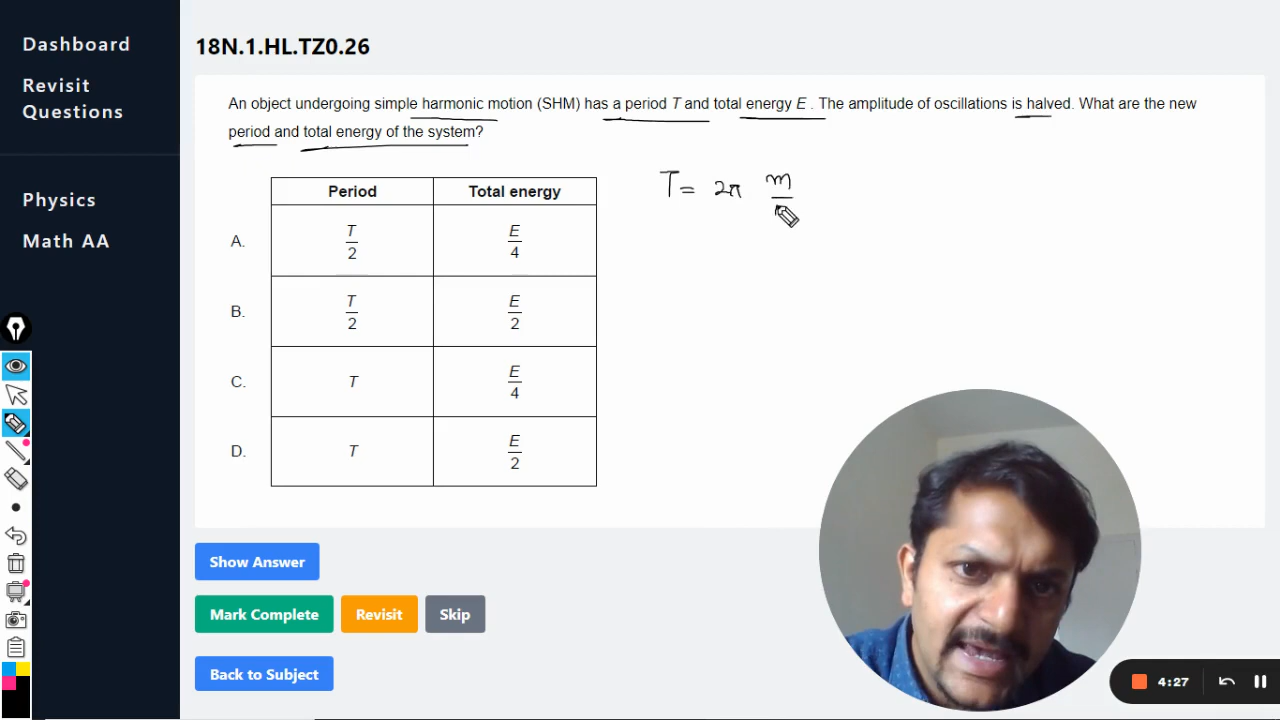 Dashboard
Revisit
Questions
Physics
Math AA
18N.1.HL.TZ0.26
An object undergoing simple harmonic motion (SHM) has a period T and total energy E . The amplitude of oscillations is halved. What are the new
period and total energy of the system?
Period Total energy
A. T/2 E/4
B. T/2 E/2
C. T E/4
D. T E/2
T = 2π m
Show Answer
Mark Complete Revisit Skip
Back to Subject
4:27